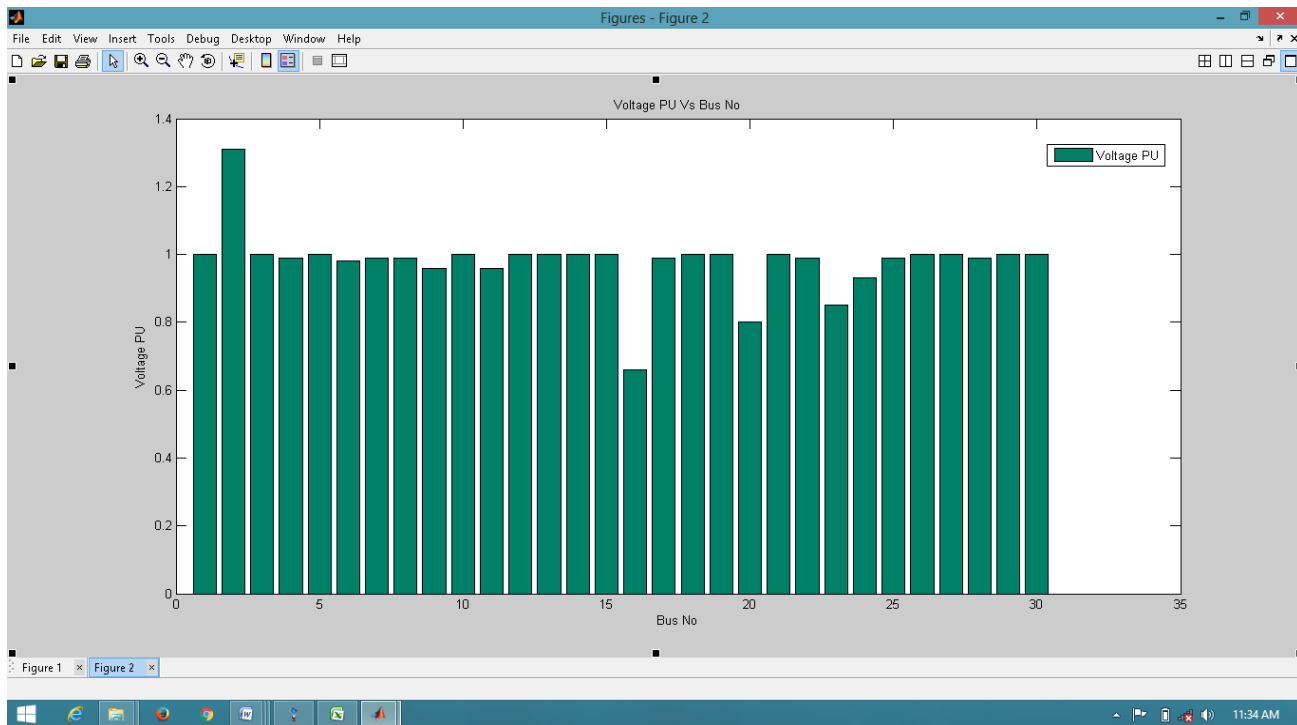 Figures - Figure 2
File Edit View Insert Tools Debug Desktop Window Help
Voltage PU Vs Bus No
Voltage PU
1.4
1.2
1
0.8
0.6
0.4
0.2
0
Voltage PU
0 5 10 15 20 25 30 35
Bus No
Figure 1 × Figure 2 ×
11:34 AM